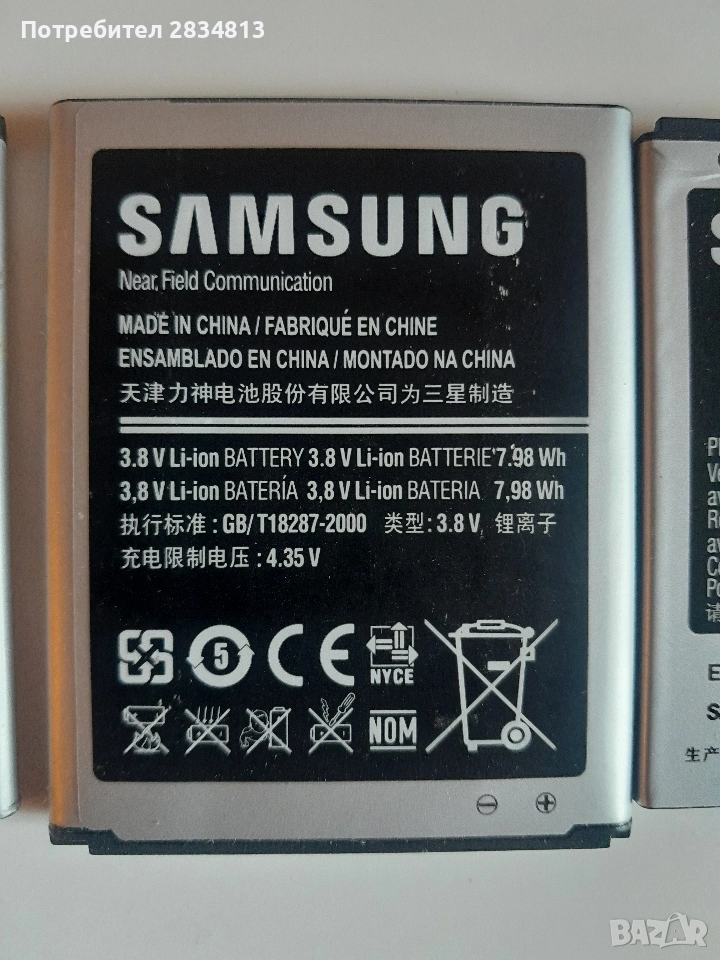 Потребител 2834813
SAMSUNG
Near Field Communication
MADE IN CHINA / FABRIQUÉ EN CHINE
ENSAMBLADO EN CHINA / MONTADO NA CHINA
天津力神电池股份有限公司为三星制造
3.8 V Li-ion BATTERY 3.8 V Li-ion BATTERIE 7.98 Wh
3,8 V Li-ion BATERÍA 3,8 V Li-ion BATERIA 7,98 Wh
执行标准 : GB/ T18287-2000 类型: 3.8 V 锂离子
充电限制电压 : 4.35 V
5
CE
NYCE
NOM
生产
BAZAR